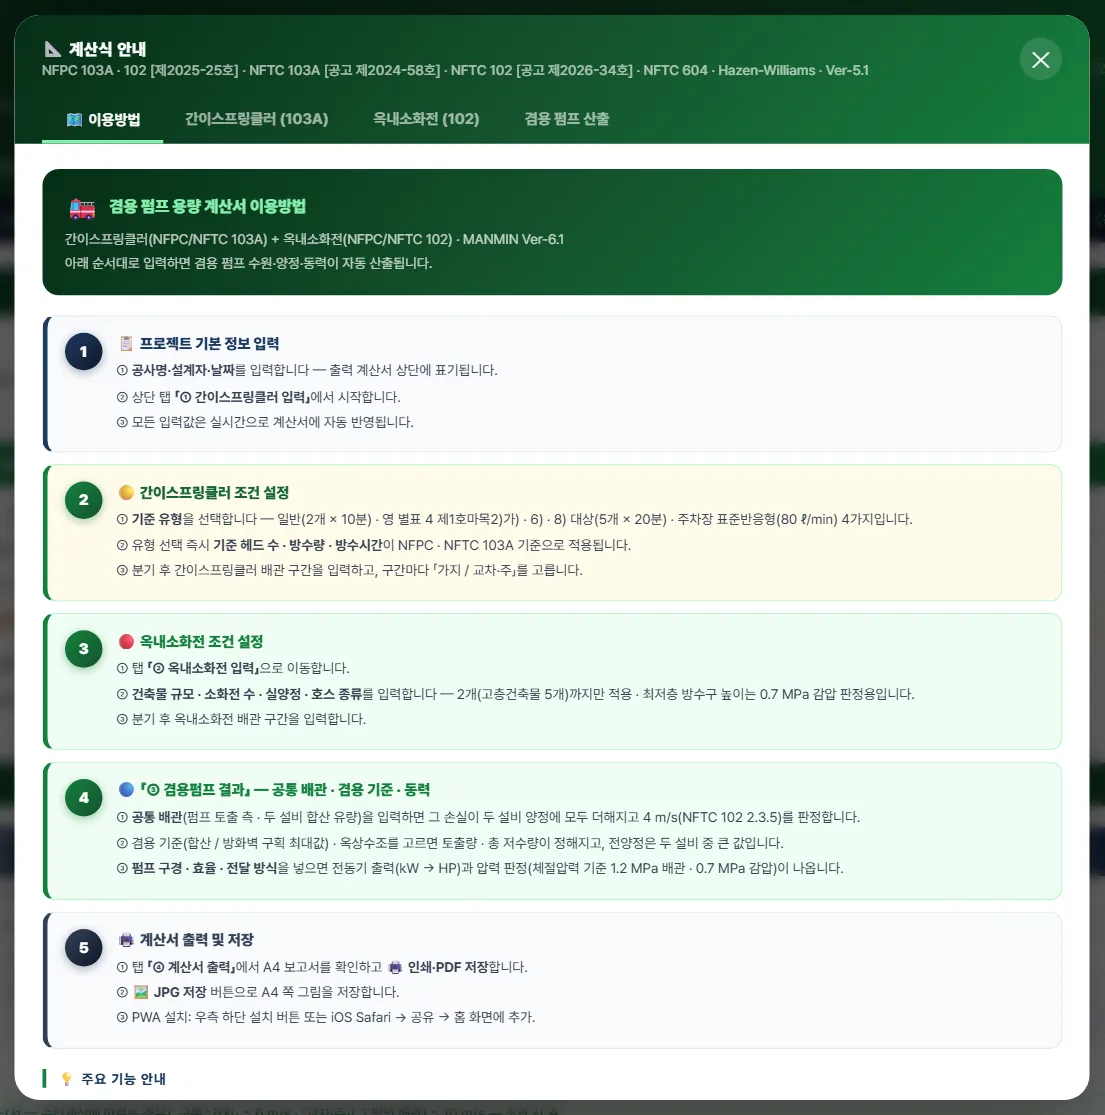 📐 계산식 안내
NFPC 103A · 102 [제2025-25호] · NFTC 103A [공고 제2024-58호] · NFTC 102 [공고 제2026-34호] · NFTC 604 · Hazen-Williams · Ver-5.1
🗺️ 이용방법 간이스프링클러 (103A) 옥내소화전 (102) 겸용 펌프 산출
🚒 겸용 펌프 용량 계산서 이용방법
간이스프링클러(NFPC/NFTC 103A) + 옥내소화전(NFPC/NFTC 102) · MANMIN Ver-6.1
아래 순서대로 입력하면 겸용 펌프 수원·양정·동력이 자동 산출됩니다.
1 📋 프로젝트 기본 정보 입력
① 공사명·설계자·날짜를 입력합니다 — 출력 계산서 상단에 표기됩니다.
② 상단 탭 「① 간이스프링클러 입력」에서 시작합니다.
③ 모든 입력값은 실시간으로 계산서에 자동 반영됩니다.
2 🟡 간이스프링클러 조건 설정
① 기준 유형을 선택합니다 — 일반(2개 × 10분) · 영 별표 4 제1호마목2)가) · 6) · 8) 대상(5개 × 20분) · 주차장 표준반응형(80 ℓ/min) 4가지입니다.
② 유형 선택 즉시 기준 헤드 수 · 방수량 · 방수시간이 NFPC · NFTC 103A 기준으로 적용됩니다.
③ 분기 후 간이스프링클러 배관 구간을 입력하고, 구간마다 「가지 / 교차·주」를 고릅니다.
3 🔴 옥내소화전 조건 설정
① 탭 「② 옥내소화전 입력」으로 이동합니다.
② 건축물 규모 · 소화전 수 · 실양정 · 호스 종류를 입력합니다 — 2개(고층건축물 5개)까지만 적용 · 최저층 방수구 높이는 0.7 MPa 감압 판정용입니다.
③ 분기 후 옥내소화전 배관 구간을 입력합니다.
4 🔵 「③ 겸용펌프 결과」 — 공통 배관 · 겸용 기준 · 동력
① 공통 배관(펌프 토출 측 · 두 설비 합산 유량)을 입력하면 그 손실이 두 설비 양정에 모두 더해지고 4 m/s(NFTC 102 2.3.5)를 판정합니다.
② 겸용 기준(합산 / 방화벽 구획 최대값) · 옥상수조를 고르면 토출량 · 총 저수량이 정해지고, 전양정은 두 설비 중 큰 값입니다.
③ 펌프 구경 · 효율 · 전달 방식을 넣으면 전동기 출력(kW → HP)과 압력 판정(체절압력 기준 1.2 MPa 배관 · 0.7 MPa 감압)이 나옵니다.
5 🖨️ 계산서 출력 및 저장
① 탭 「④ 계산서 출력」에서 A4 보고서를 확인하고 🖨️ 인쇄·PDF 저장합니다.
② 🖼️ JPG 저장 버튼으로 A4 쪽 그림을 저장합니다.
③ PWA 설치: 우측 하단 설치 버튼 또는 iOS Safari → 공유 → 홈 화면에 추가.
💡 주요 기능 안내